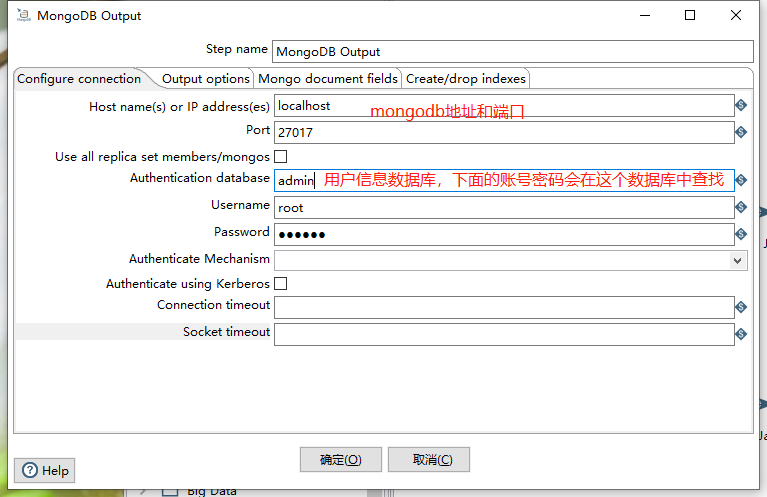 MongoDB Output
Step name MongoDB Output
Configure connection Output options Mongo document fields Create/drop indexes
Host name(s) or IP address(es) localhost
mongodb地址和端口
Port 27017
Use all replica set members/mongos
Authentication database admin 用户信息数据库，下面的账号密码会在这个数据库中查找
Username root
Password ●●●●●●
Authenticate Mechanism
Authenticate using Kerberos
Connection timeout
Socket timeout
确定(O) 取消(C)
Help
Big Data